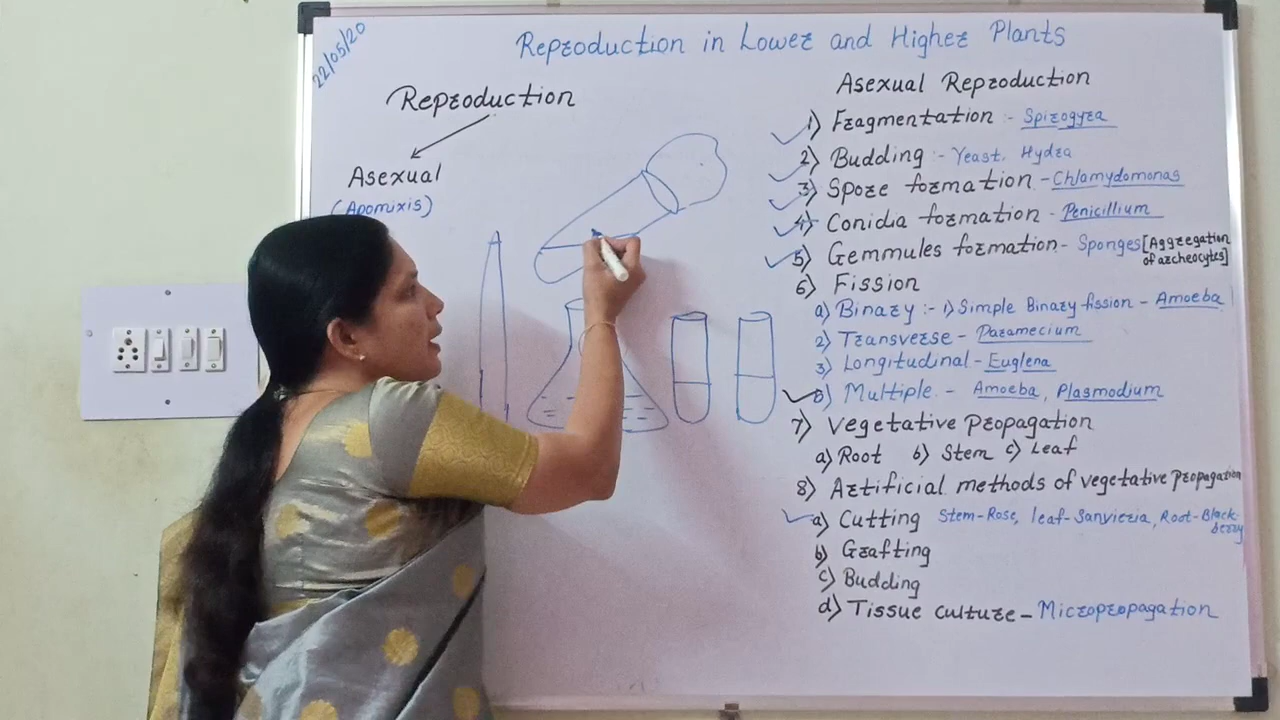 22/05/20
Reproduction in Lower and Higher Plants
Reproduction
Asexual
(Apomixis)
Asexual Reproduction
1) Fragmentation :- Spirogyra
2) Budding :- Yeast, Hydra
3) Spore formation - Chlamydomonas
4) Conidia formation - Penicillium
5) Gemmules formation - Sponges [Aggregation of archeocytes]
6) Fission
a) Binary :- 1) Simple Binary fission - Amoeba
2) Transverse - Paramecium
3) Longitudinal - Euglena
b) Multiple - Amoeba, Plasmodium
7) Vegetative propagation
a) Root b) Stem c) Leaf
8) Artificial methods of vegetative propagation
a) Cutting Stem-Rose, leaf-Sanvieria, Root-Black-
berry
b) Grafting
c) Budding
d) Tissue culture - Micropropagation